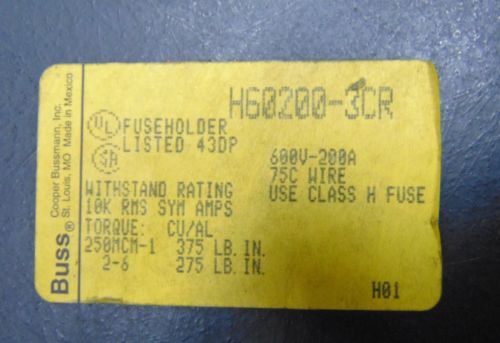 Buss®
Cooper Bussmann, Inc.
St. Louis, MO Made in Mexico
H60200-3CR
UL FUSEHOLDER
SA LISTED 43DP
600V-200A
75C WIRE
USE CLASS H FUSE
WITHSTAND RATING
10K RMS SYM AMPS
TORQUE: CU/AL
250MCM-1 375 LB.IN.
2-6 275 LB.IN.
H01